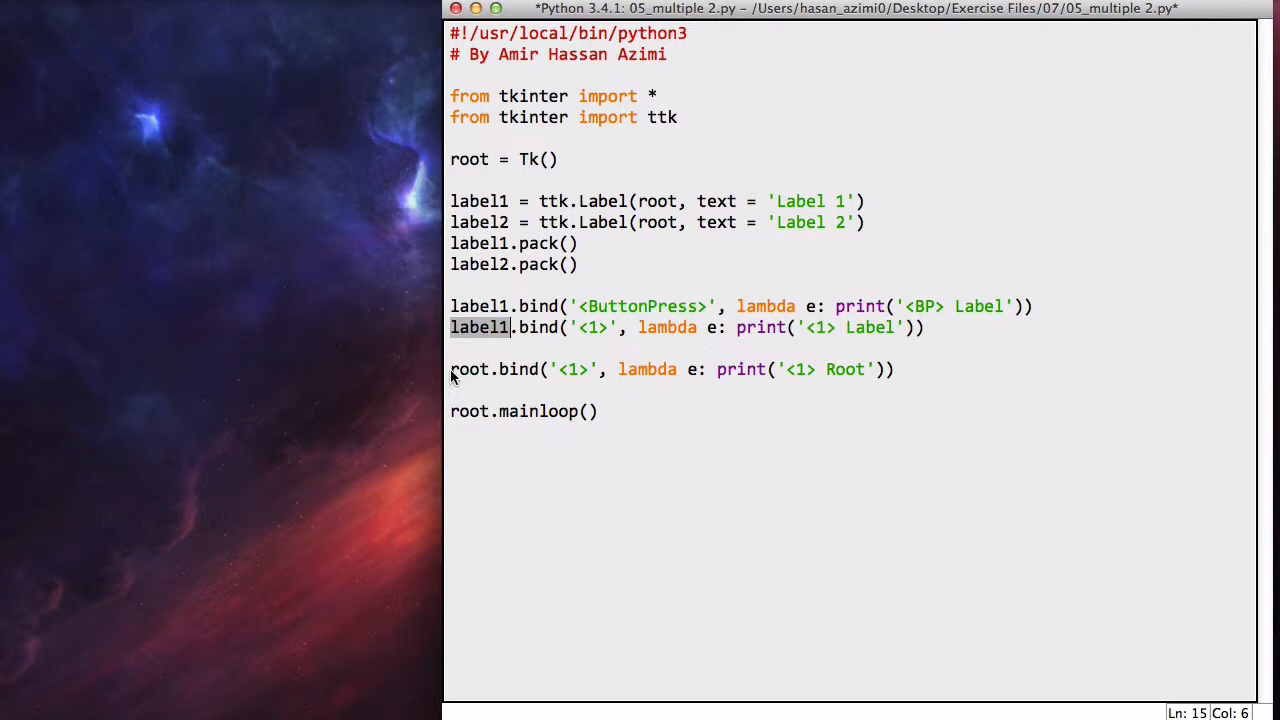 *Python 3.4.1: 05_multiple 2.py – /Users/hasan_azimi0/Desktop/Exercise Files/07/05_multiple 2.py*
#!/usr/local/bin/python3
# By Amir Hassan Azimi
from tkinter import *
from tkinter import ttk
root = Tk()
label1 = ttk.Label(root, text = 'Label 1')
label2 = ttk.Label(root, text = 'Label 2')
label1.pack()
label2.pack()
label1.bind('<ButtonPress>', lambda e: print('<BP> Label'))
label1.bind('<1>', lambda e: print('<1> Label'))
root.bind('<1>', lambda e: print('<1> Root'))
root.mainloop()
Ln: 15 Col: 6